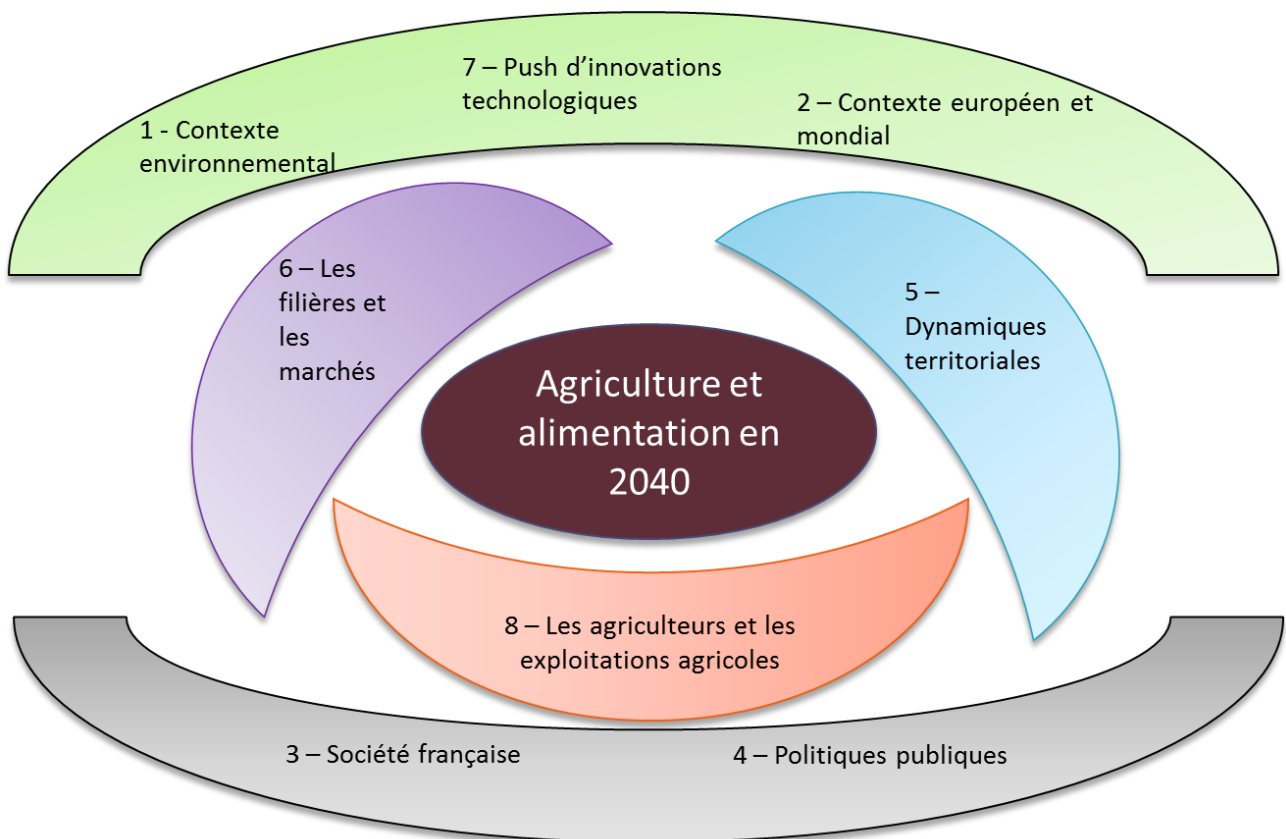 7 – Push d’innovations
technologiques
2 – Contexte européen et
mondial
1 - Contexte
environnemental
6 – Les
filières et
les
marchés
5 –
Dynamiques
territoriales
Agriculture et
alimentation en
2040
8 – Les agriculteurs et les
exploitations agricoles
3 – Société française
4 – Politiques publiques